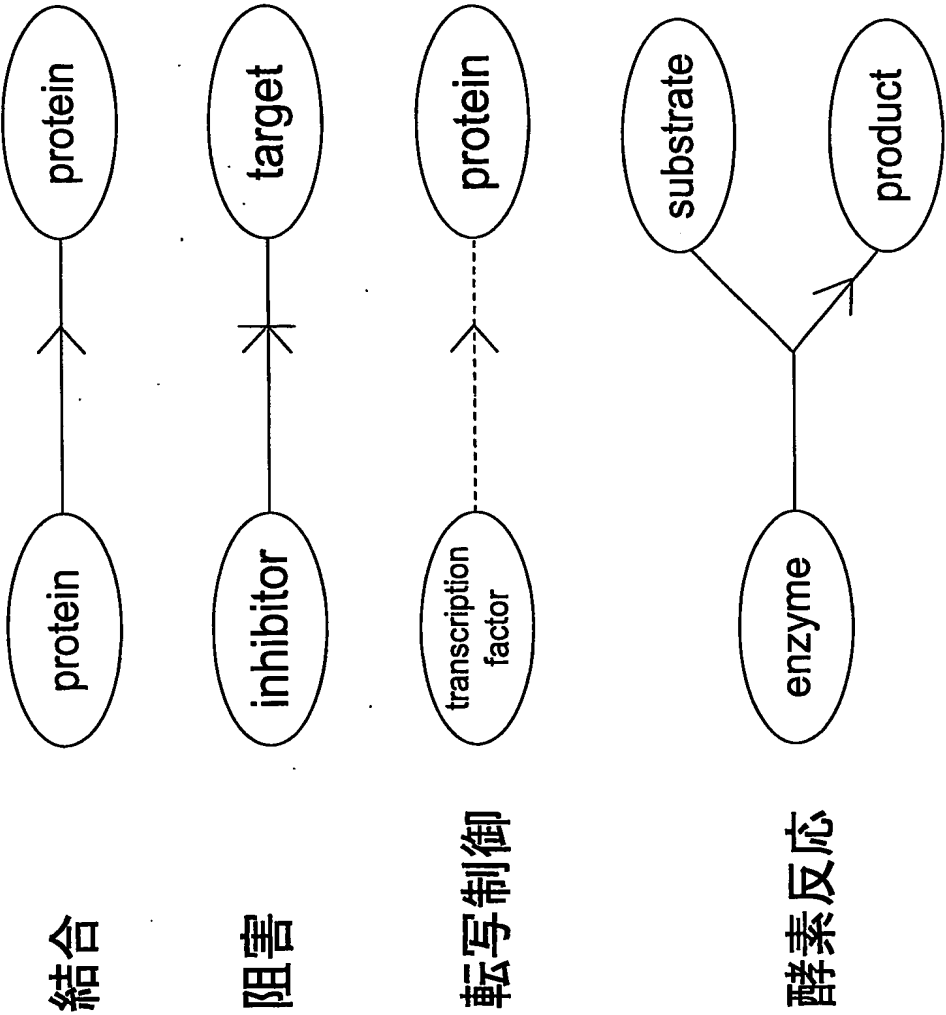 結合
protein
protein
阻害
inhibitor
target
転写制御
transcription
factor
protein
酵素反応
enzyme
substrate
product